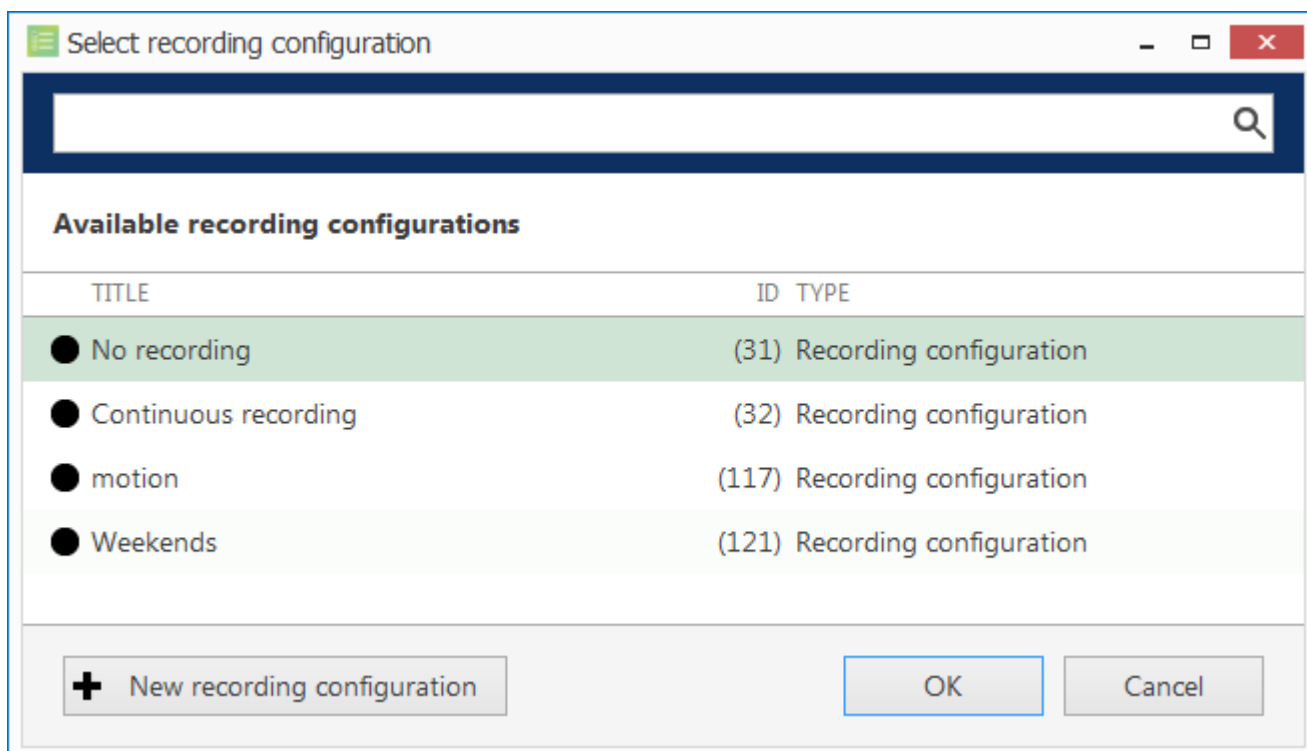 Select recording configuration
Available recording configurations
TITLE ID TYPE
No recording (31) Recording configuration
Continuous recording (32) Recording configuration
motion (117) Recording configuration
Weekends (121) Recording configuration
New recording configuration OK Cancel